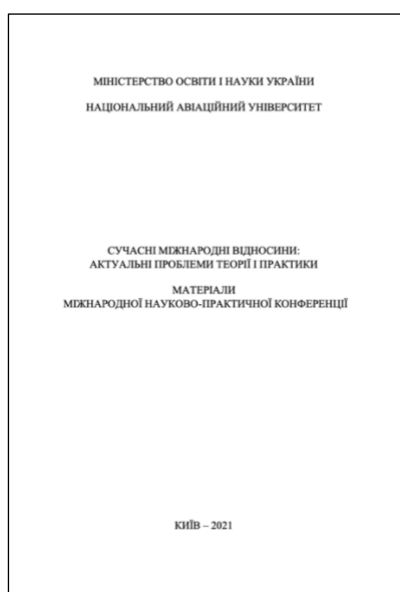 МІНІСТЕРСТВО ОСВІТИ І НАУКИ УКРАЇНИ
НАЦІОНАЛЬНИЙ АВІАЦІЙНИЙ УНІВЕРСИТЕТ
СУЧАСНІ МІЖНАРОДНІ ВІДНОСИНИ:
АКТУАЛЬНІ ПРОБЛЕМИ ТЕОРІЇ І ПРАКТИКИ
МАТЕРІАЛИ
МІЖНАРОДНОЇ НАУКОВО-ПРАКТИЧНОЇ КОНФЕРЕНЦІЇ
КИЇВ – 2021